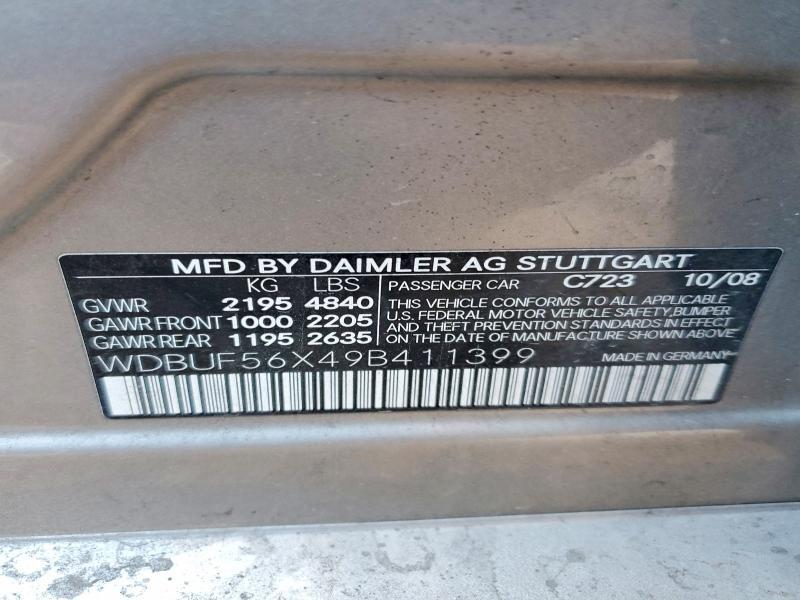 MFD BY DAIMLER AG STUTTGART
KG LBS PASSENGER CAR C723 10/08
GVWR 2195 4840 THIS VEHICLE CONFORMS TO ALL APPLICABLE
GAWR FRONT 1000 2205 U.S. FEDERAL MOTOR VEHICLE SAFETY, BUMPER
AND THEFT PREVENTION STANDARDS IN EFFECT
GAWR REAR 1195 2635 ON THE DATE OF MANUFACTURE SHOWN ABOVE
WDBUF56X49B411399 MADE IN GERMANY